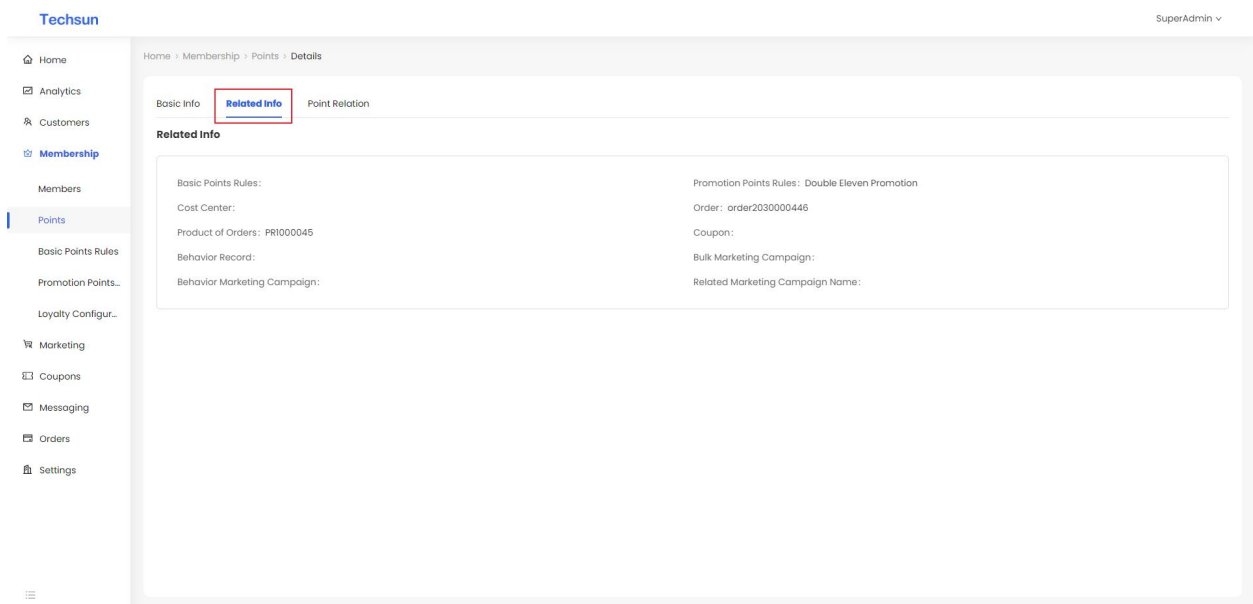 Techsun
SuperAdmin
Home
Analytics
Customers
Membership
Members
Points
Basic Points Rules
Promotion Points...
Loyalty Configur...
Marketing
Coupons
Messaging
Orders
Settings
Home › Membership › Points › Details
Basic Info Related Info Point Relation
Related Info
Basic Points Rules: Promotion Points Rules: Double Eleven Promotion
Cost Center: Order: order2030000446
Product of Orders: PR1000045 Coupon:
Behavior Record: Bulk Marketing Campaign:
Behavior Marketing Campaign: Related Marketing Campaign Name: